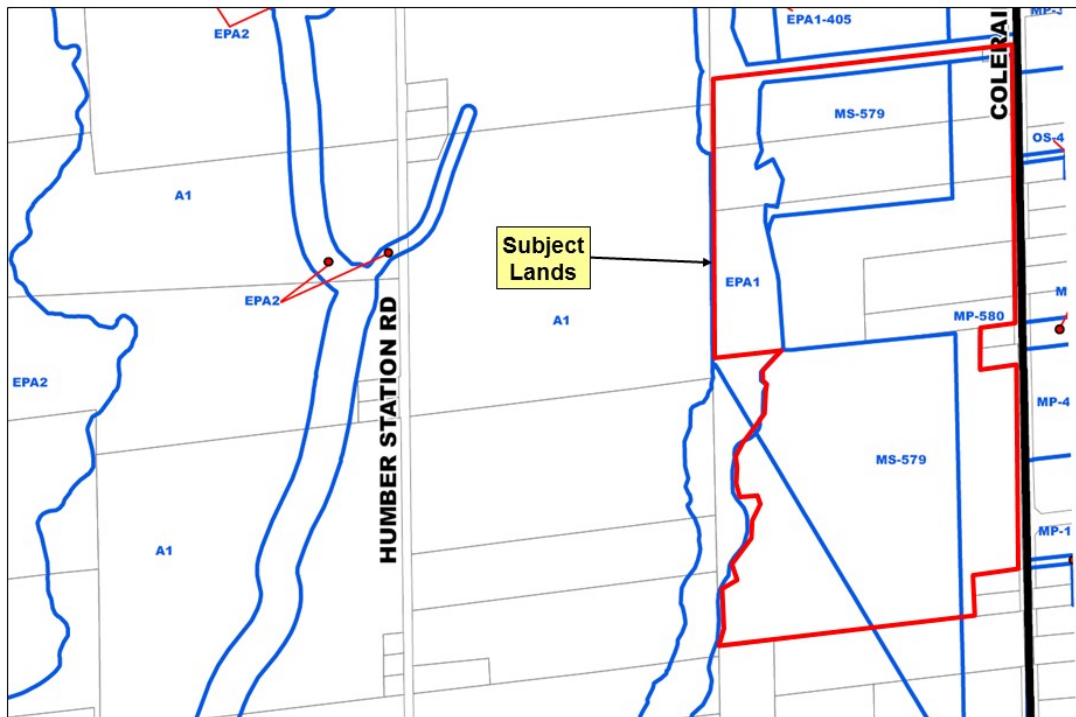 EPA2
EPA1-405
COLERAI
MS-579
OS-4
A1
Subject
Lands
EPA1
EPA2
A1
MP-580
M
HUMBER STATION RD
EPA2
MP-4
MS-579
A1
MP-1